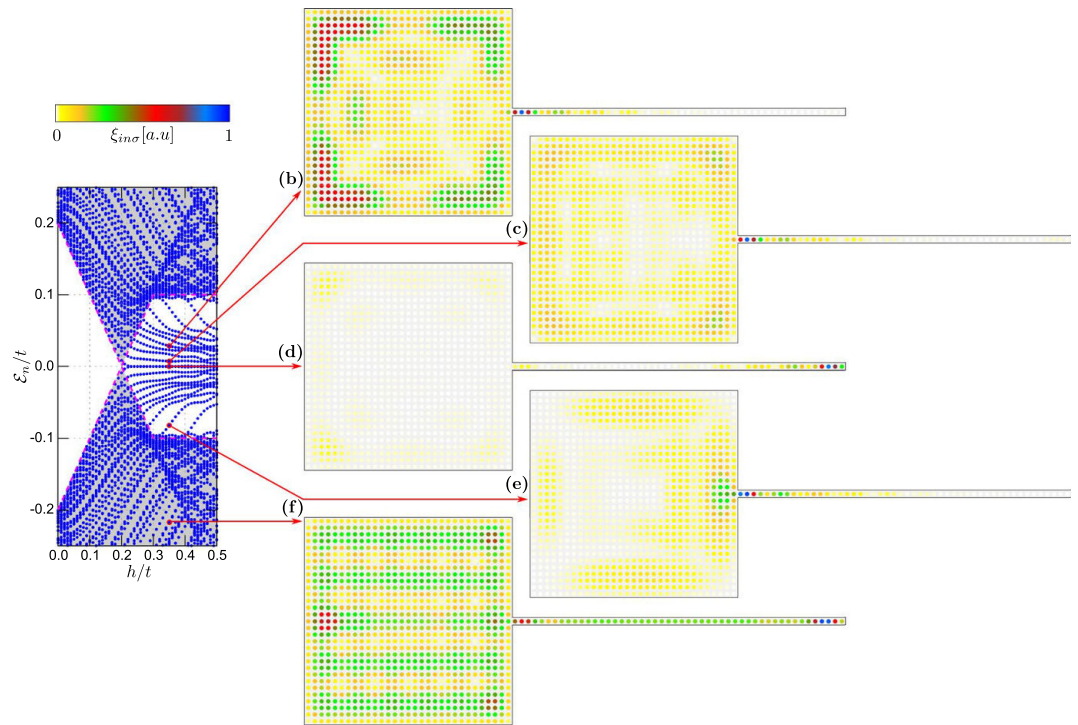 0 ξ_{inσ}[a.u] 1
(b)
(c)
(d)
(e)
(f)
0.2
0.1
0.0
-0.1
-0.2
ℰ_n/t
0.0 0.1 0.2 0.3 0.4 0.5
h/t